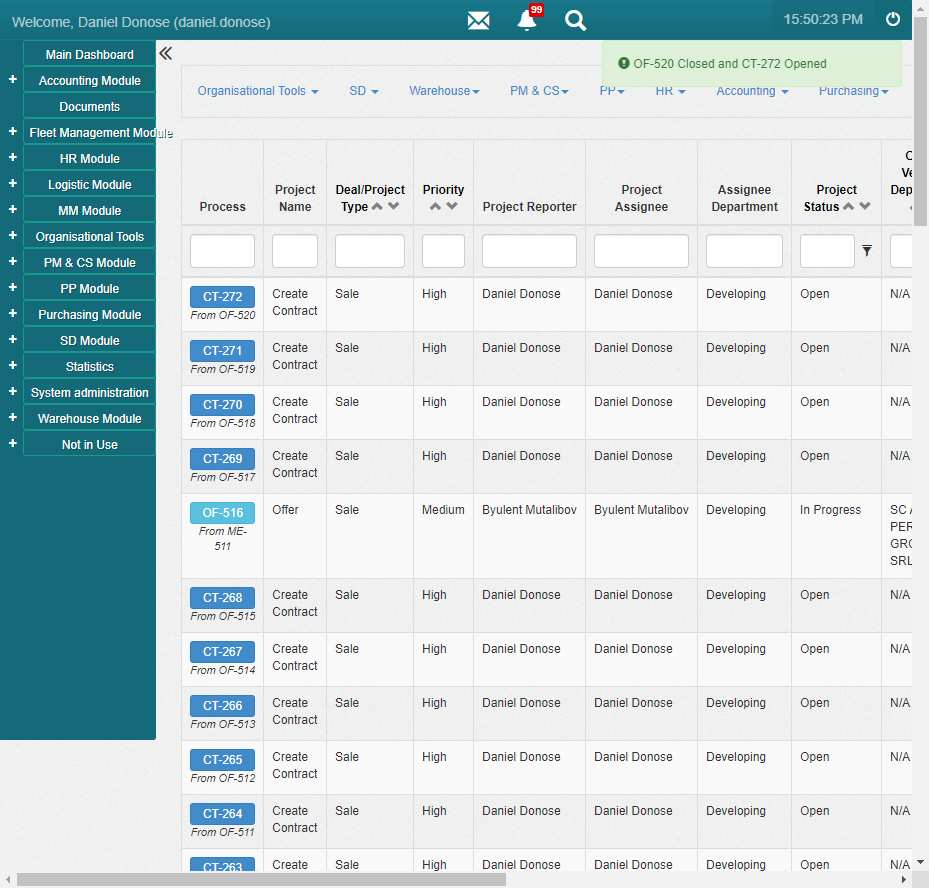 Welcome, Daniel Donose (daniel.donose)
99
15:50:23 PM
OF-520 Closed and CT-272 Opened
Main Dashboard
+ Accounting Module
Documents
+ Fleet Management Module
+ HR Module
+ Logistic Module
+ MM Module
+ Organisational Tools
+ PM & CS Module
+ PP Module
+ Purchasing Module
+ SD Module
+ Statistics
+ System administration
+ Warehouse Module
+ Not in Use
Organisational Tools SD Warehouse PM & CS PP HR Accounting Purchasing
Process
Project
Name
Deal/Project
Type
Priority
Project Reporter
Project
Assignee
Assignee
Department
Project
Status
CT-272 Create Sale High Daniel Donose Daniel Donose Developing Open N/A
From OF-520 Contract
CT-271 Create Sale High Daniel Donose Daniel Donose Developing Open N/A
From OF-519 Contract
CT-270 Create Sale High Daniel Donose Daniel Donose Developing Open N/A
From OF-518 Contract
CT-269 Create Sale High Daniel Donose Daniel Donose Developing Open N/A
From OF-517 Contract
OF-516 Offer Sale Medium Byulent Mutalibov Byulent Mutalibov Developing In Progress SC
From ME-
511
PER
GRO
SRL
CT-268 Create Sale High Daniel Donose Daniel Donose Developing Open N/A
From OF-515 Contract
CT-267 Create Sale High Daniel Donose Daniel Donose Developing Open N/A
From OF-514 Contract
CT-266 Create Sale High Daniel Donose Daniel Donose Developing Open N/A
From OF-513 Contract
CT-265 Create Sale High Daniel Donose Daniel Donose Developing Open N/A
From OF-512 Contract
CT-264 Create Sale High Daniel Donose Daniel Donose Developing Open N/A
From OF-511 Contract
CT-263 Create Sale High Daniel Donose Daniel Donose Developing Open N/A